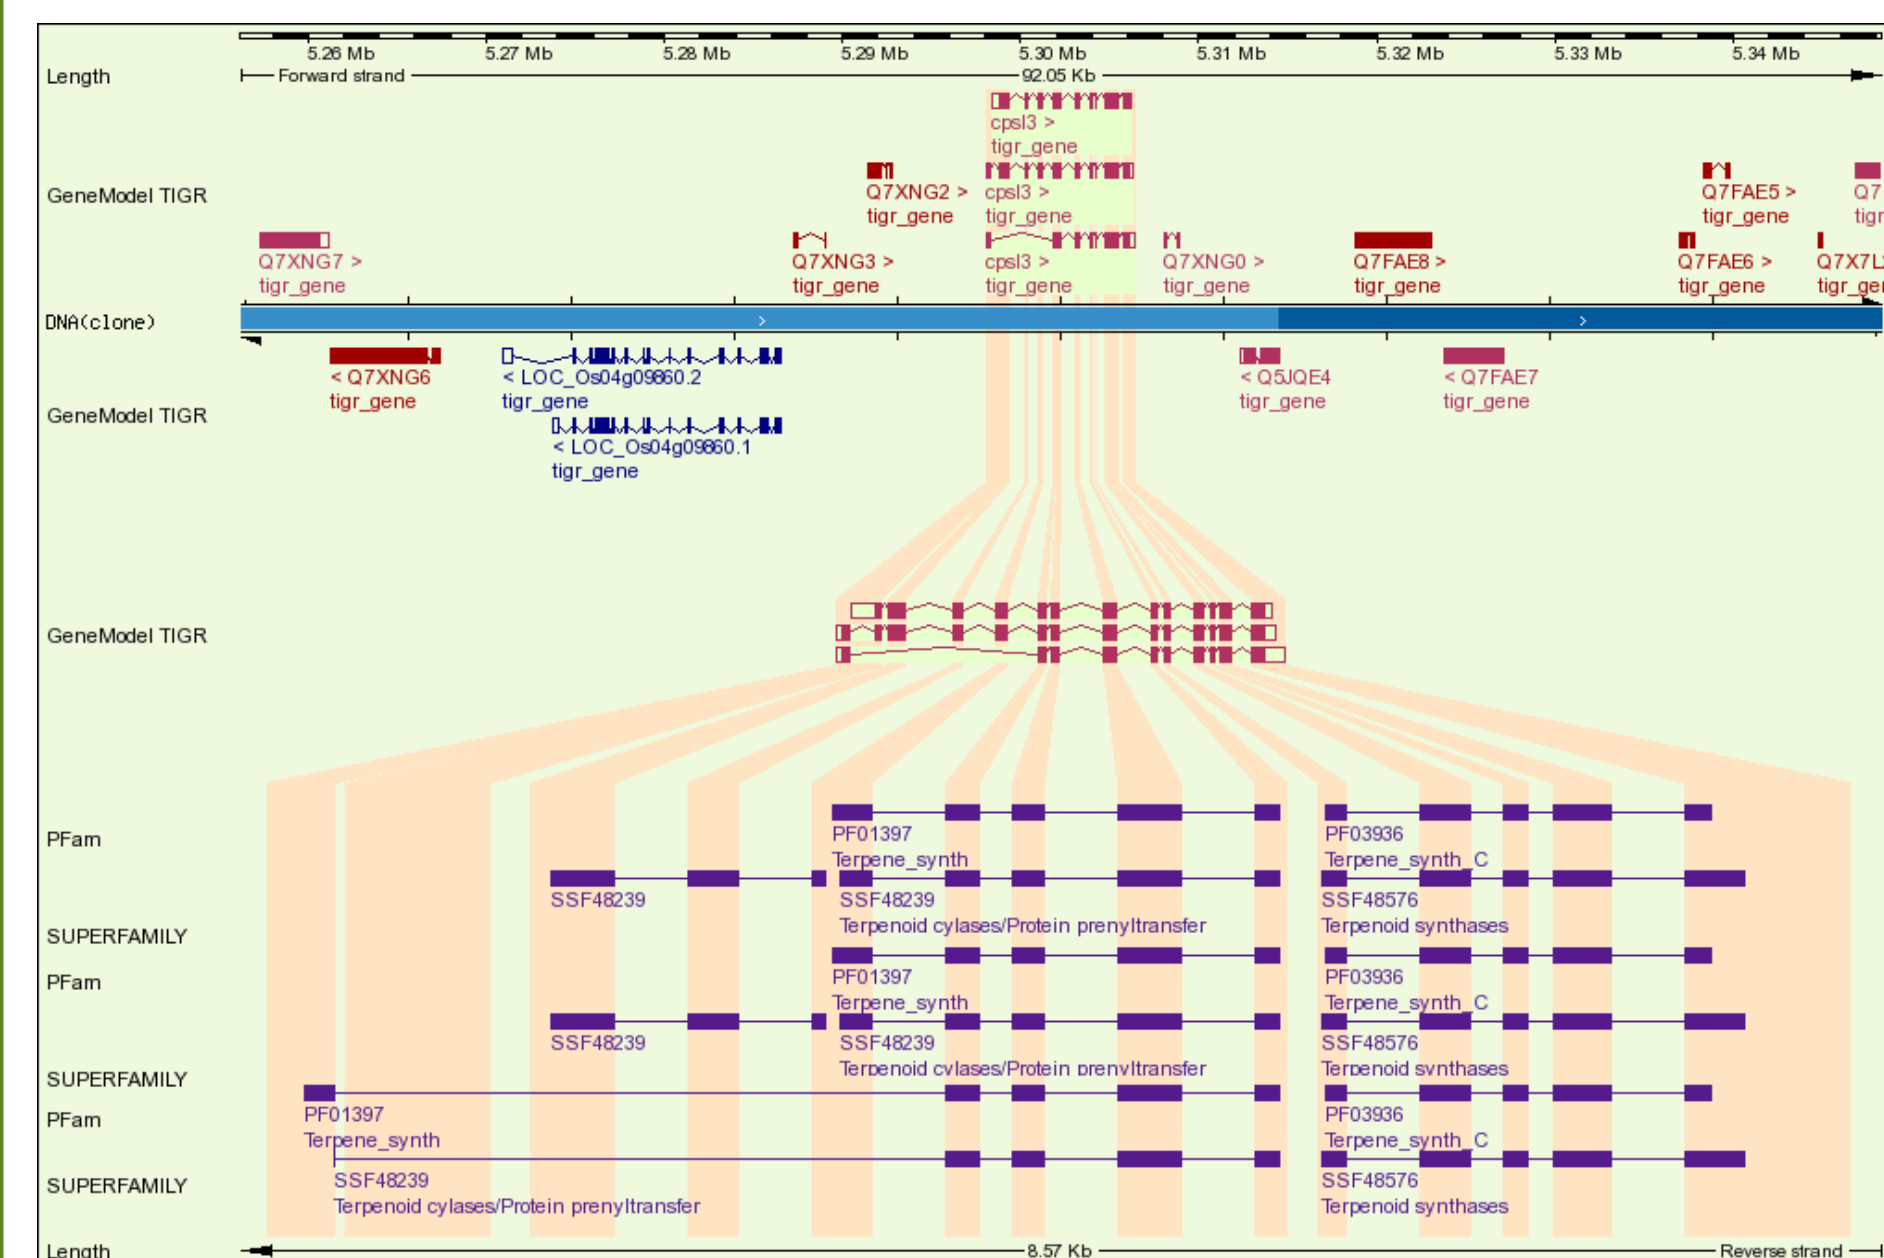 5.26 Mb 5.27 Mb 5.28 Mb 5.29 Mb 5.30 Mb 5.31 Mb 5.32 Mb 5.33 Mb 5.34 Mb
Length Forward strand 92.05 Kb
cpsl3 >
tigr_gene
GeneModel TIGR Q7XNG2 > cpsl3 > Q7FAE5 > Q7
tigr_gene tigr_gene tigr_gene tigr
Q7XNG7 > Q7XNG3 > cpsl3 > Q7XNG0 > Q7FAE8 > Q7FAE6 > Q7X7L
tigr_gene tigr_gene tigr_gene tigr_gene tigr_gene tigr_gene tigr_ge
DNA(clone) > >
< Q7XNG6 < LOC_Os04g09860.2 < Q5JQE4 < Q7FAE7
tigr_gene tigr_gene tigr_gene tigr_gene
GeneModel TIGR
< LOC_Os04g09860.1
tigr_gene
GeneModel TIGR
PFam PF01397 PF03936
Terpene_synth Terpene_synth_C
SSF48239 SSF48239 SSF48576
Terpenoid cylases/Protein prenyltransfer Terpenoid synthases
SUPERFAMILY
PFam PF01397 PF03936
Terpene_synth Terpene_synth_C
SSF48239 SSF48239 SSF48576
Terpenoid cylases/Protein prenyltransfer Terpenoid synthases
SUPERFAMILY
PFam PF01397 PF03936
Terpene_synth Terpene_synth_C
SUPERFAMILY SSF48239 SSF48576
Terpenoid cylases/Protein prenyltransfer Terpenoid synthases
Length 8.57 Kb Reverse strand